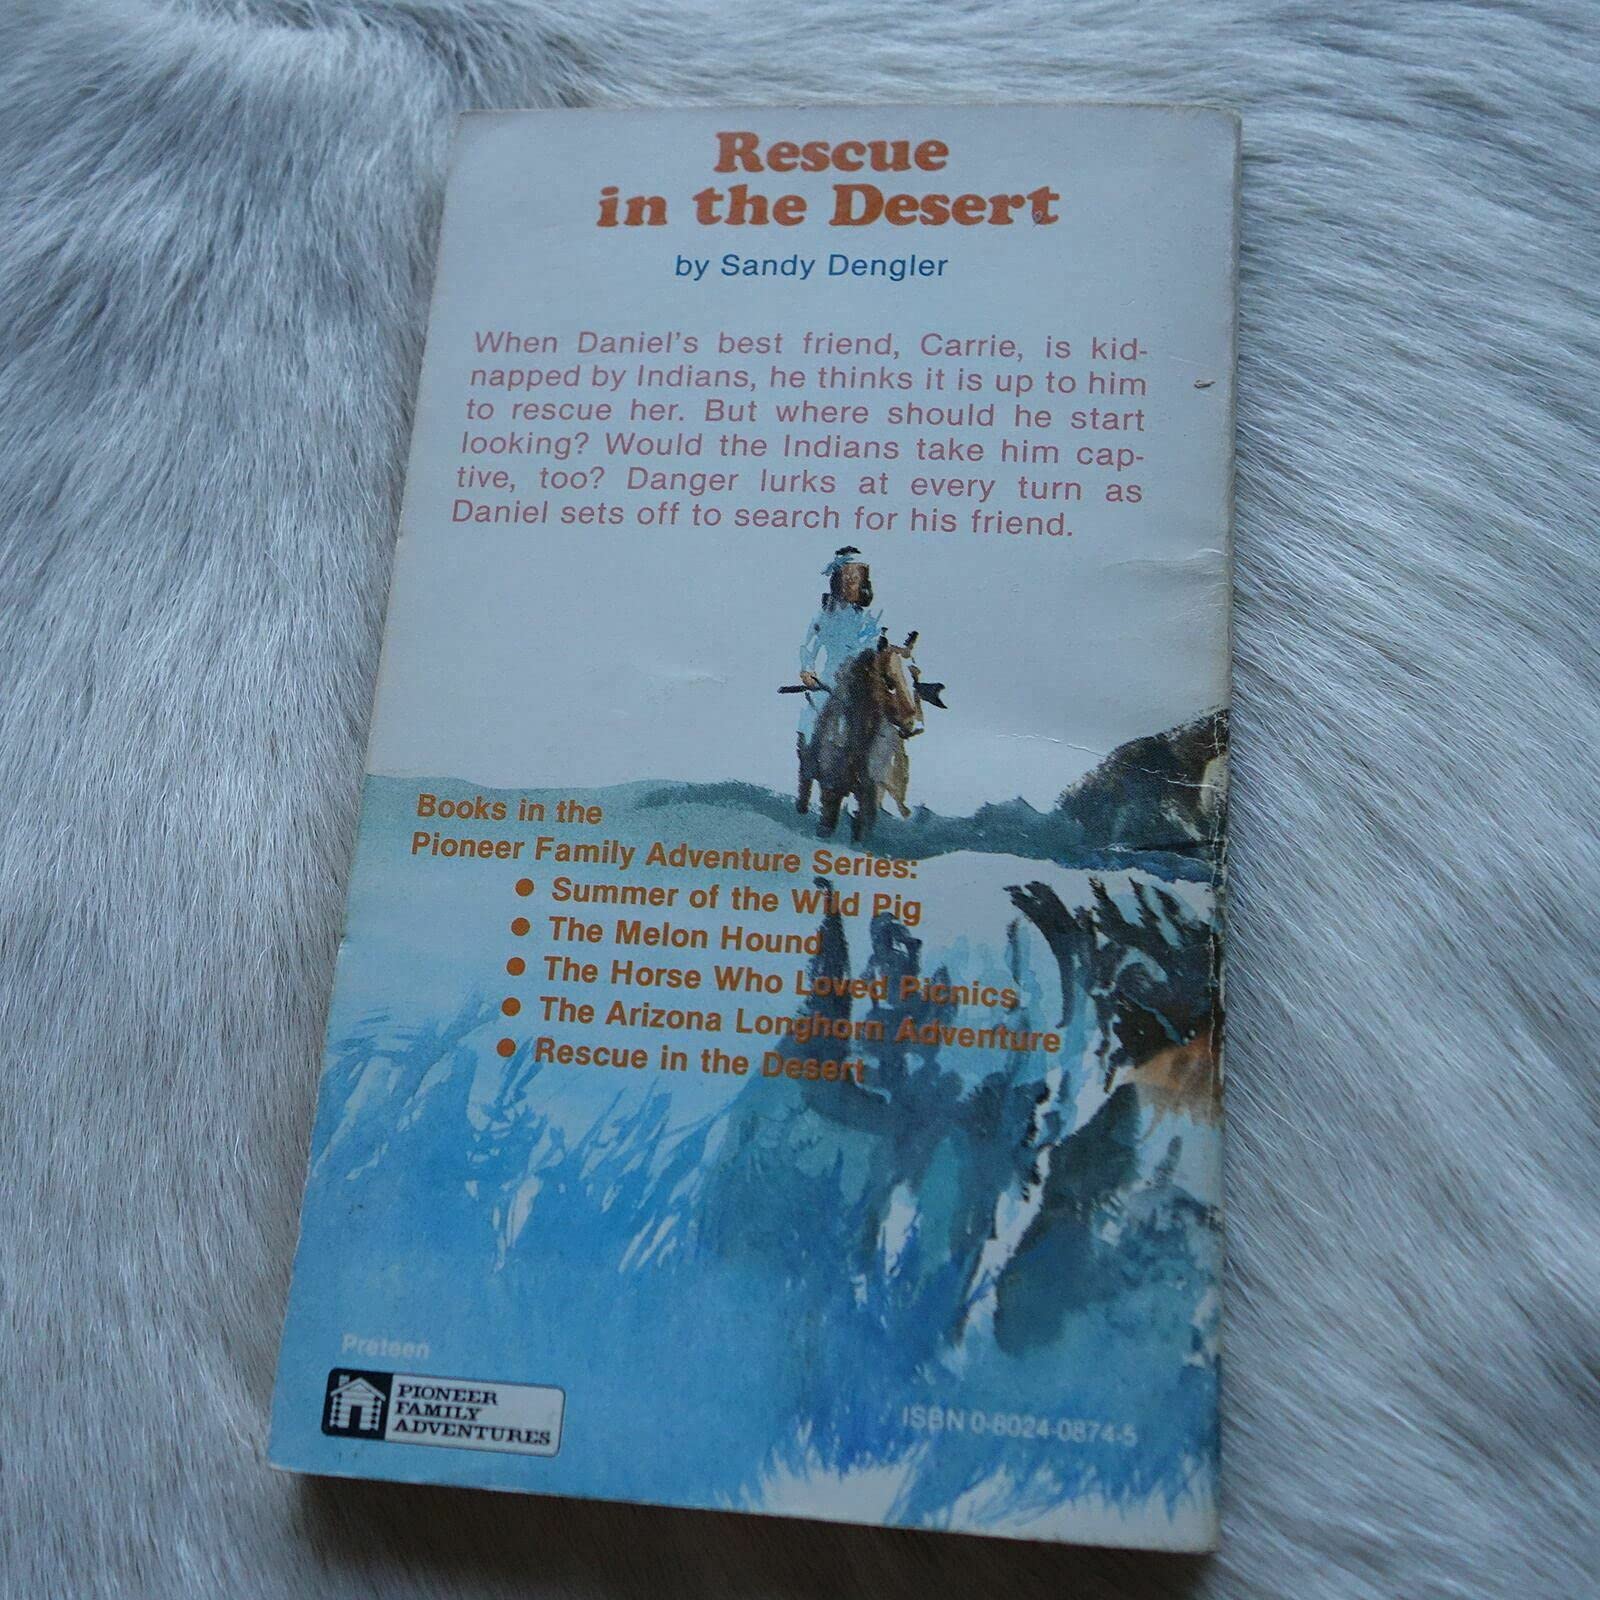 Rescue
in the Desert
by Sandy Dengler
When Daniel's best friend, Carrie, is kid-
napped by Indians, he thinks it is up to him
to rescue her. But where should he start
looking? Would the Indians take him cap-
tive, too? Danger lurks at every turn as
Daniel sets off to search for his friend.
Books in the
Pioneer Family Adventure Series:
● Summer of the Wild Pig
● The Melon Hound
● The Horse Who Loved Picnics
● The Arizona Longhorn Adventure
● Rescue in the Desert
Preteen
PIONEER
FAMILY
ADVENTURES
ISBN 0-8024-0874-5